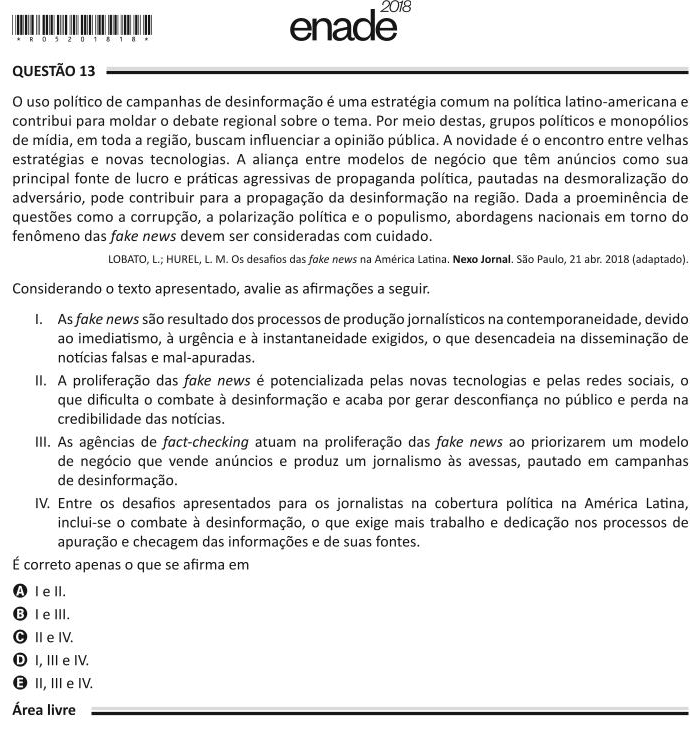 enade 2018
*R05201818*
QUESTÃO 13
O uso político de campanhas de desinformação é uma estratégia comum na política latino-americana e
contribui para moldar o debate regional sobre o tema. Por meio destas, grupos políticos e monopólios
de mídia, em toda a região, buscam influenciar a opinião pública. A novidade é o encontro entre velhas
estratégias e novas tecnologias. A aliança entre modelos de negócio que têm anúncios como sua
principal fonte de lucro e práticas agressivas de propaganda política, pautadas na desmoralização do
adversário, pode contribuir para a propagação da desinformação na região. Dada a proeminência de
questões como a corrupção, a polarização política e o populismo, abordagens nacionais em torno do
fenômeno das fake news devem ser consideradas com cuidado.
LOBATO, L.; HUREL, L. M. Os desafios das fake news na América Latina. Nexo Jornal. São Paulo, 21 abr. 2018 (adaptado).
Considerando o texto apresentado, avalie as afirmações a seguir.
I. As fake news são resultado dos processos de produção jornalísticos na contemporaneidade, devido
ao imediatismo, à urgência e à instantaneidade exigidos, o que desencadeia na disseminação de
notícias falsas e mal-apuradas.
II. A proliferação das fake news é potencializada pelas novas tecnologias e pelas redes sociais, o
que dificulta o combate à desinformação e acaba por gerar desconfiança no público e perda na
credibilidade das notícias.
III. As agências de fact-checking atuam na proliferação das fake news ao priorizarem um modelo
de negócio que vende anúncios e produz um jornalismo às avessas, pautado em campanhas
de desinformação.
IV. Entre os desafios apresentados para os jornalistas na cobertura política na América Latina,
inclui-se o combate à desinformação, o que exige mais trabalho e dedicação nos processos de
apuração e checagem das informações e de suas fontes.
É correto apenas o que se afirma em
A I e II.
B I e III.
C II e IV.
D I, III e IV.
E II, III e IV.
Área livre